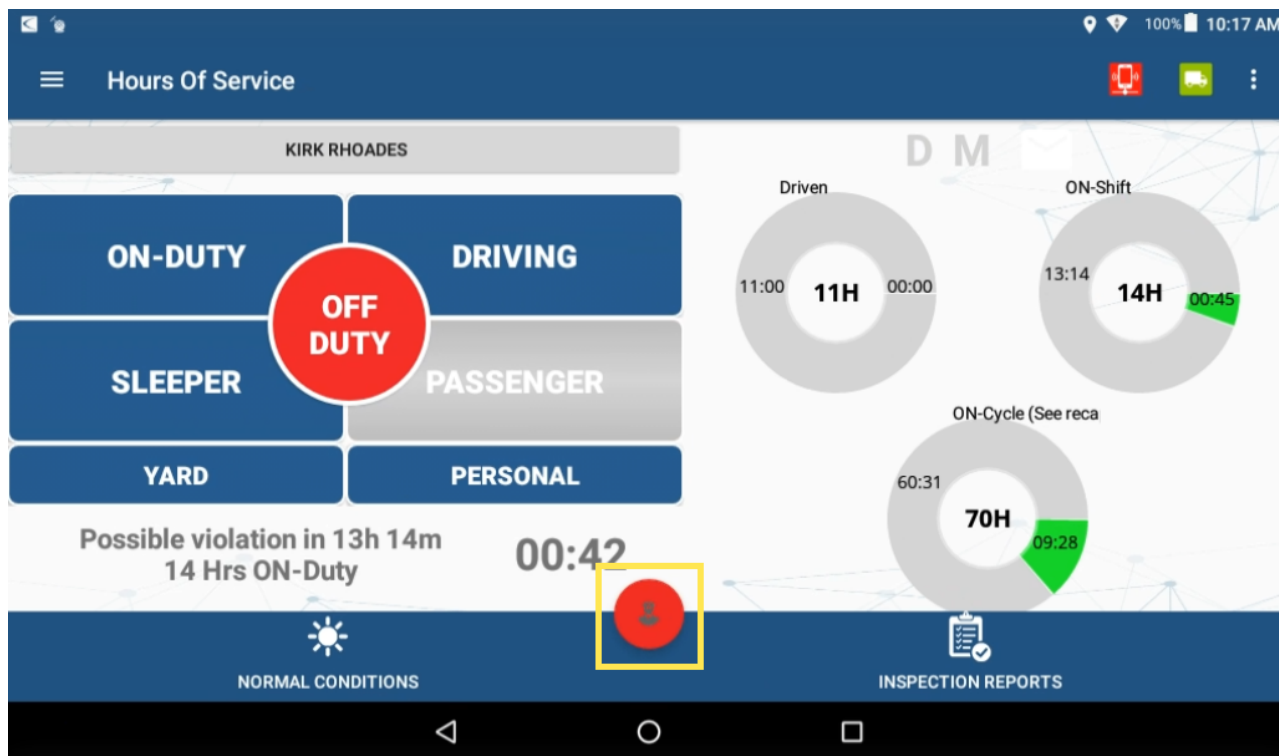 100% 10:17 AM
Hours Of Service
KIRK RHOADES
D M
ON-DUTY
DRIVING
OFF
DUTY
SLEEPER
PASSENGER
YARD
PERSONAL
Possible violation in 13h 14m
14 Hrs ON-Duty
00:42
Driven
11:00
11H
00:00
ON-Shift
13:14
14H
00:45
ON-Cycle (See reca
60:31
70H
09:28
NORMAL CONDITIONS
INSPECTION REPORTS